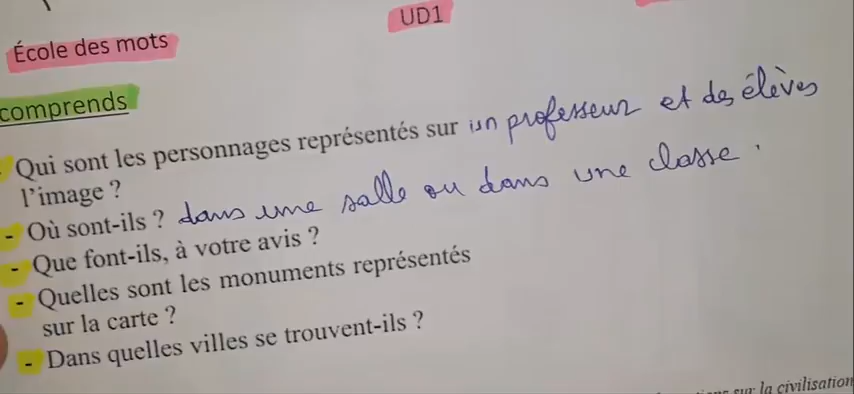 UD1
École des mots
comprends
Qui sont les personnages représentés sur un professeur et des élèves
l'image ?
- Où sont-ils ? dans une salle ou dans une classe.
- Que font-ils, à votre avis ?
- Quelles sont les monuments représentés
sur la carte ?
- Dans quelles villes se trouvent-ils ?
sur la civilisation